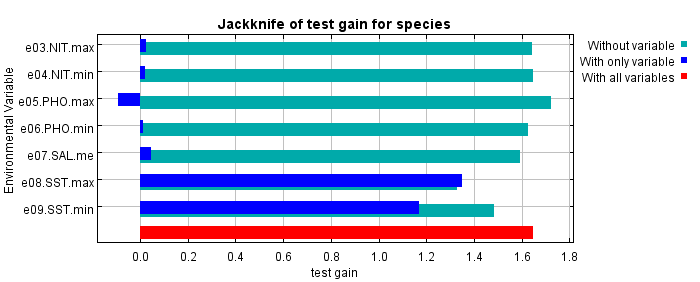 Jackknife of test gain for species
Environmental Variable
e03.NIT.max
e04.NIT.min
e05.PHO.max
e06.PHO.min
e07.SAL.me
e08.SST.max
e09.SST.min
0.0 0.2 0.4 0.6 0.8 1.0 1.2 1.4 1.6 1.8
test gain
Without variable
With only variable
With all variables